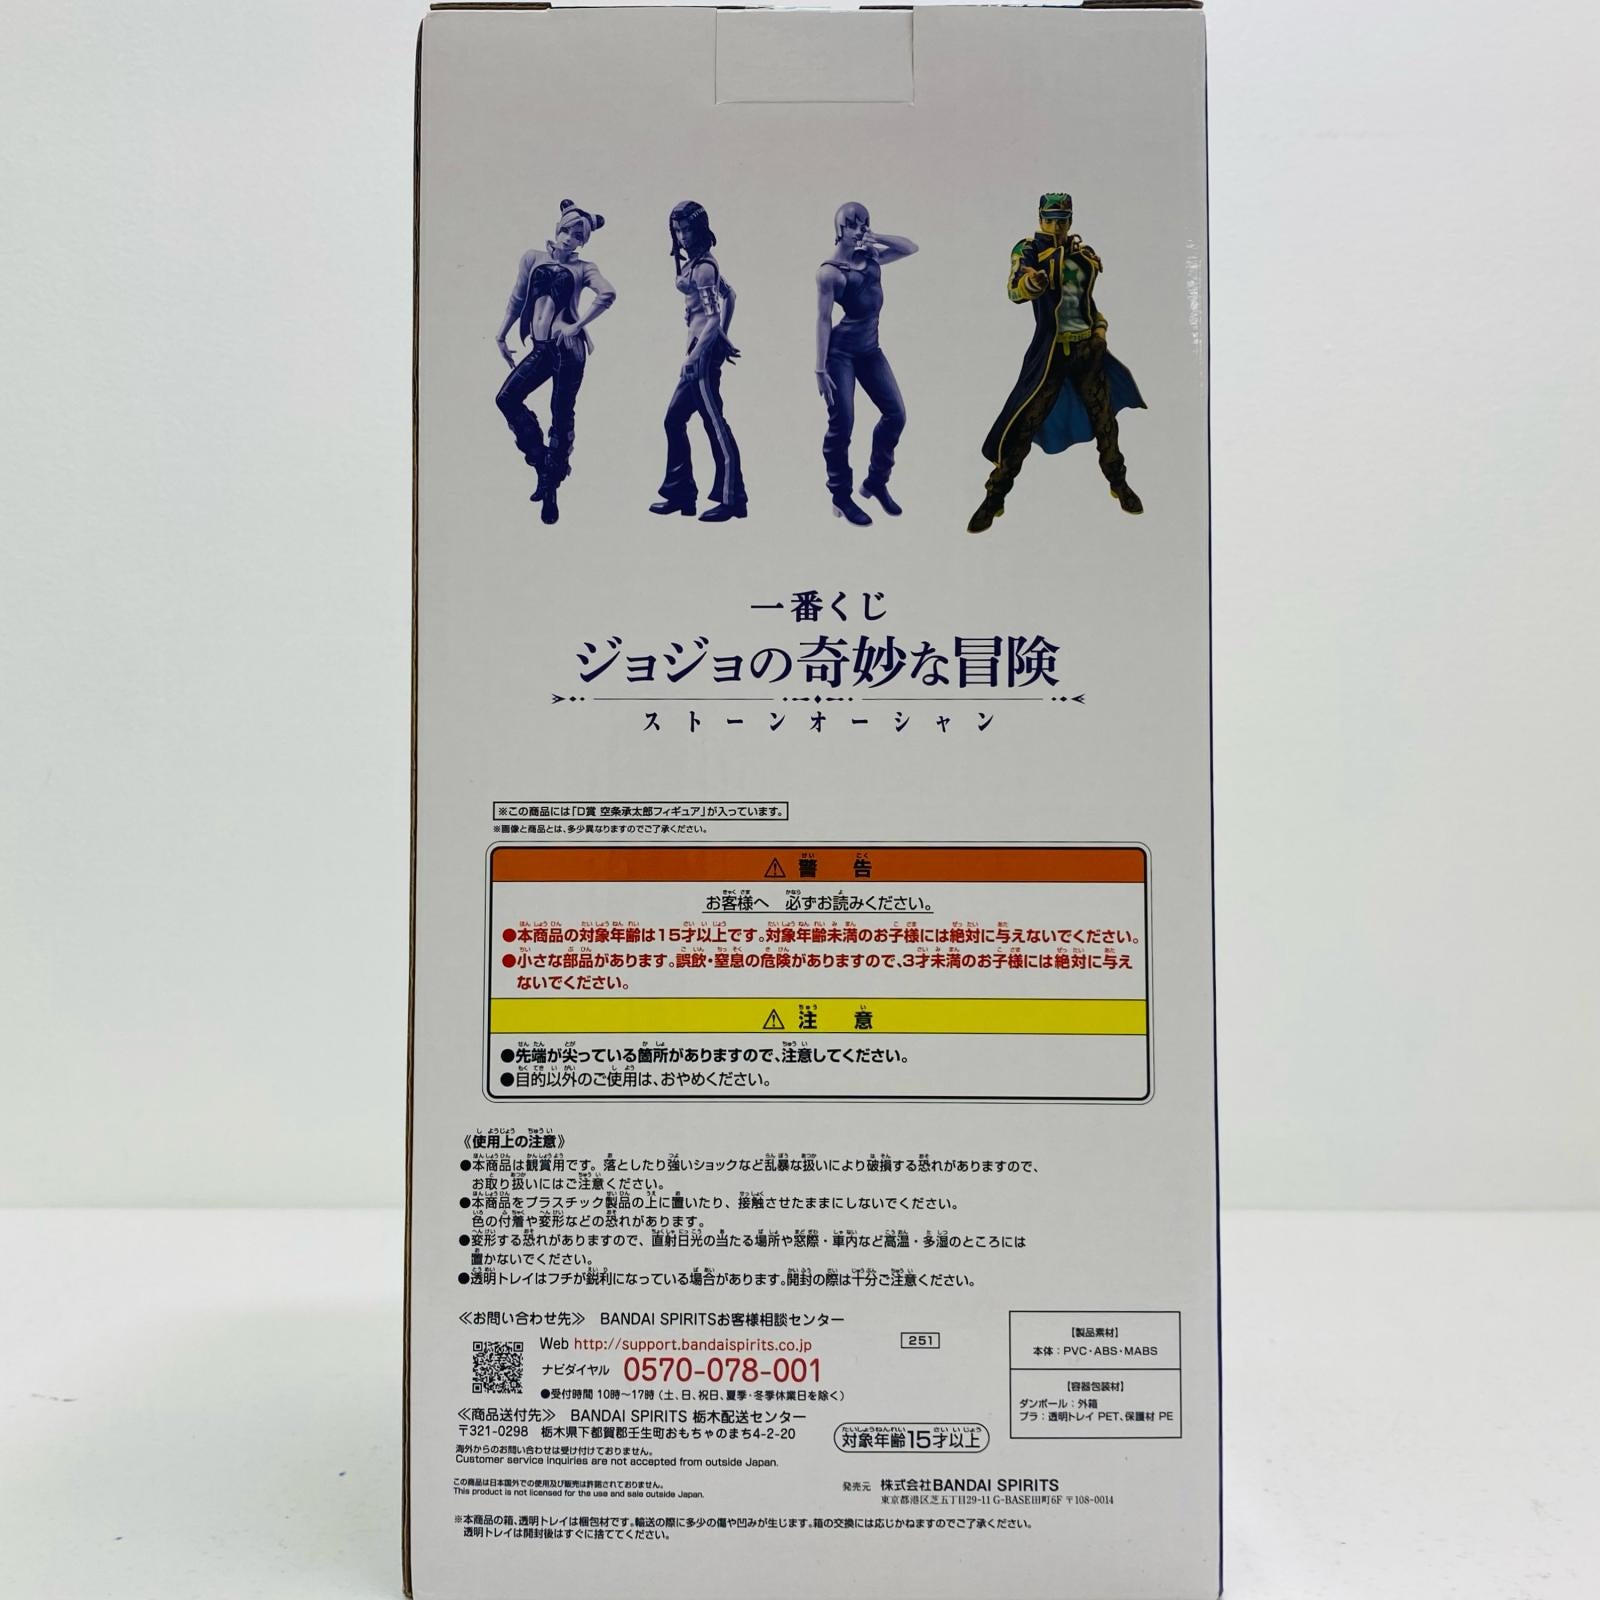 一番くじ
ジョジョの奇妙な冒険
ストーンオーシャン
※この商品には「D賞 空条承太郎フィギュア」が入っています。
※画像と商品とは、多少異なりますのでご了承ください。
⚠ 警告
お客様へ 必ずお読みください。
●本商品の対象年齢は15才以上です。対象年齢未満のお子様には絶対に与えないでください。
●小さな部品があります。誤飲・窒息の危険がありますので、3才未満のお子様には絶対に与え
ないでください。
⚠ 注意
●先端が尖っている箇所がありますので、注意してください。
●目的以外のご使用は、おやめください。
《使用上の注意》
●本商品は観賞用です。落としたり強いショックなど乱暴な扱いにより破損する恐れがありますので、
お取り扱いにはご注意ください。
●本商品をプラスチック製品の上に置いたり、接触させたままにしないでください。
色の付着や変形などの恐れがあります。
●変形する恐れがありますので、直射日光の当たる場所や窓際・車内など高温・多湿のところには
置かないでください。
●透明トレイはフチが鋭利になっている場合があります。開封の際は十分ご注意ください。
≪お問い合わせ先≫ BANDAI SPIRITSお客様相談センター
Web http://support.bandaispirits.co.jp
ナビダイヤル 0570-078-001
●受付時間 10時〜17時(土、日、祝日、夏季・冬季休業日を除く)
251
≪商品送付先≫ BANDAI SPIRITS 栃木配送センター
〒321-0298 栃木県下都賀郡壬生町おもちゃのまち4-2-20
海外からのお問い合わせは受け付けておりません。
Customer service inquiries are not accepted from outside Japan.
この商品は日本国外での使用及び販売は許諾されておりません。
This product is not licensed for the use and sale outside Japan.
【製品素材】
本体：PVC・ABS・MABS
【容器包装材】
ダンボール：外箱
プラ：透明トレイ PET、保護材 PE
対象年齢15才以上
発売元 株式会社BANDAI SPIRITS
東京都港区芝五丁目29-11 G-BASE田町6F 〒108-0014
※本商品の箱、透明トレイは梱包材です。輸送の際に多少の傷や凹みが生じます。箱の交換には応じかねますのでご了承ください。
透明トレイは開封後はすぐに捨ててください。